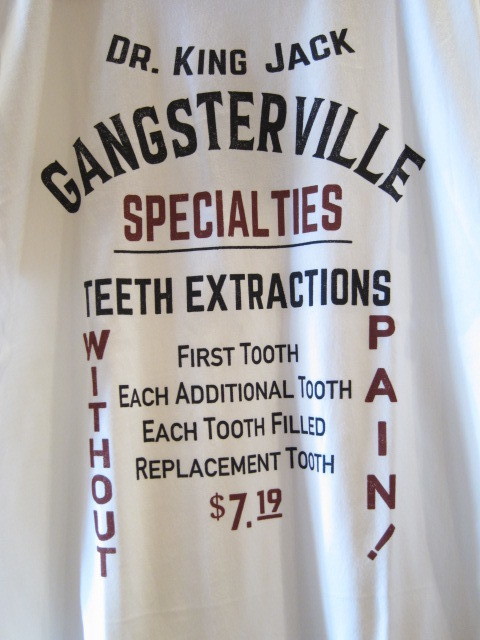 DR. KING JACK
GANGSTERVILLE
SPECIALTIES
TEETH EXTRACTIONS
WITHOUT
PAIN!
FIRST TOOTH
EACH ADDITIONAL TOOTH
EACH TOOTH FILLED
REPLACEMENT TOOTH
$7.19